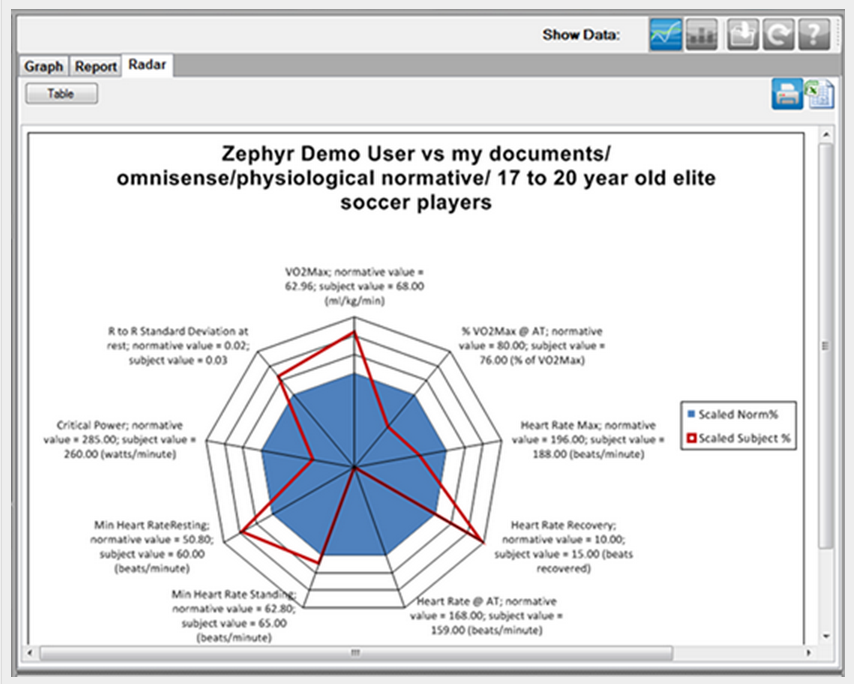 Show Data:
?
Graph Report Radar
Table
Zephyr Demo User vs my documents/
omnisense/physiological normative/ 17 to 20 year old elite
soccer players
VO2Max; normative value =
62.96; subject value = 68.00
(ml/kg/min)
R to R Standard Deviation at
rest; normative value = 0.02;
subject value = 0.03
% VO2Max @ AT; normative
value = 80.00; subject value =
76.00 (% of VO2Max)
Critical Power; normative
value = 285.00; subject value =
260.00 (watts/minute)
Heart Rate Max; normative
value = 196.00; subject value =
188.00 (beats/minute)
Scaled Norm%
Scaled Subject %
Min Heart RateResting;
normative value = 50.80;
subject value = 60.00
(beats/minute)
Heart Rate Recovery;
normative value = 10.00;
subject value = 15.00 (beats
recovered)
Min Heart Rate Standing;
normative value = 62.80;
subject value = 65.00
(beats/minute)
Heart Rate @ AT; normative
value = 168.00; subject value =
159.00 (beats/minute)